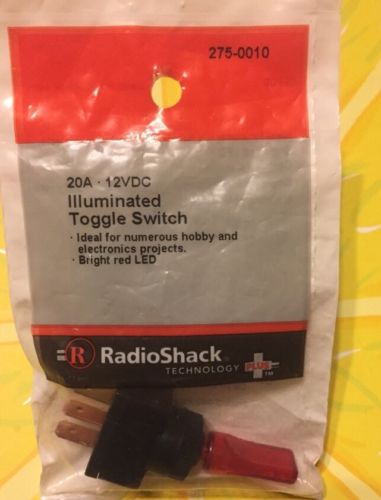 275-0010
20A · 12VDC
Illuminated
Toggle Switch
· Ideal for numerous hobby and
electronics projects.
· Bright red LED
R RadioShack®
TECHNOLOGY PLUS ™